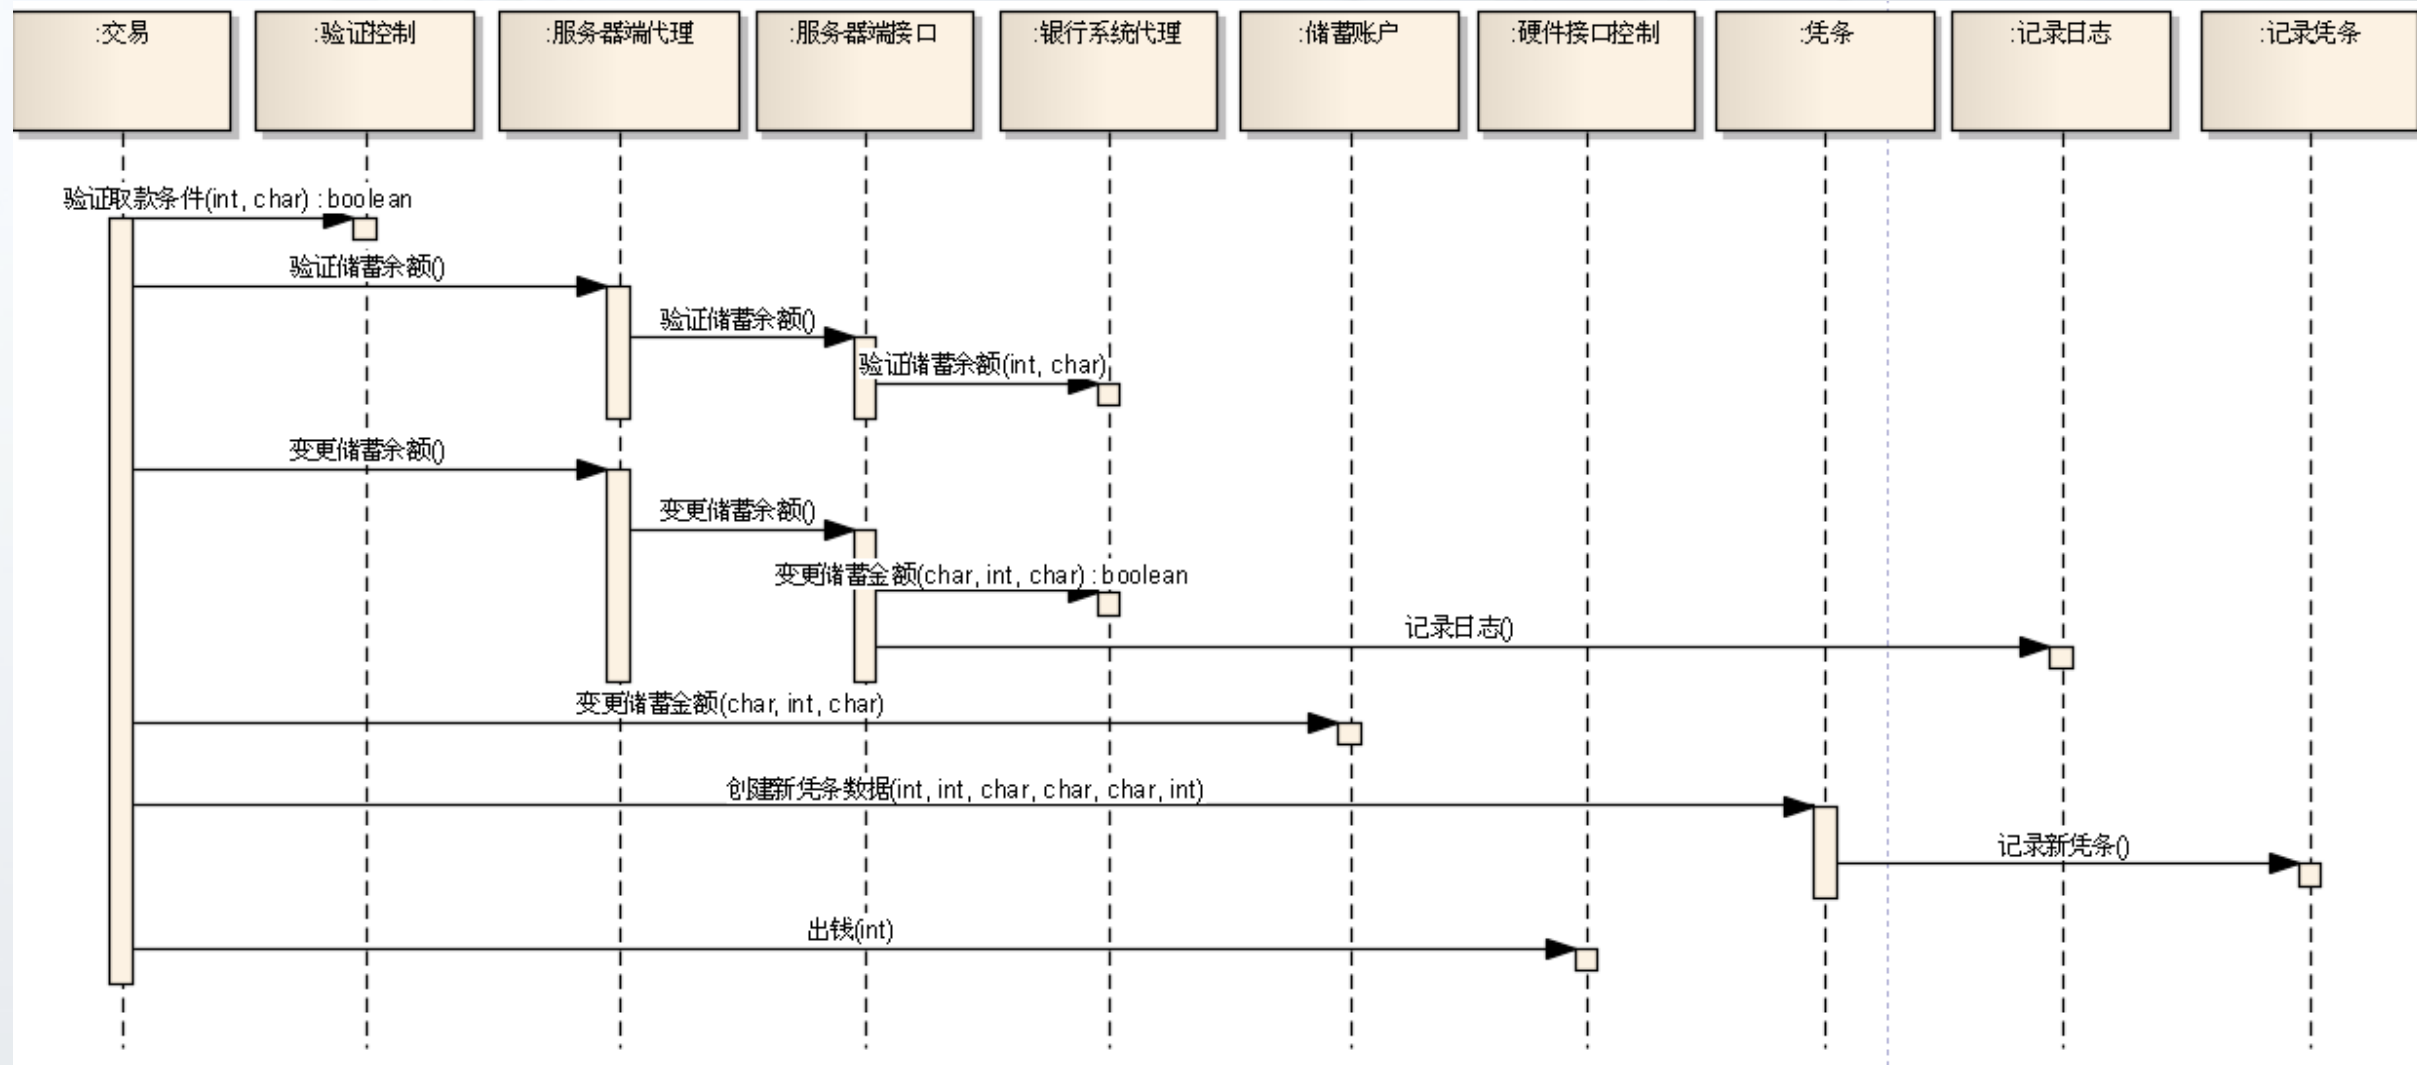 :交易
:验证控制
:服务器端代理
:服务器端接口
:银行系统代理
:储蓄账户
:硬件接口控制
:凭条
:记录日志
:记录凭条
验证取款条件(int, char) : boolean
验证储蓄余额()
验证储蓄余额()
验证储蓄余额(int, char)
变更储蓄余额()
变更储蓄余额()
变更储蓄金额(char, int, char) : boolean
记录日志()
变更储蓄金额(char, int, char)
创建新凭条数据(int, int, char, char, char, int)
记录新凭条()
出钱(int)